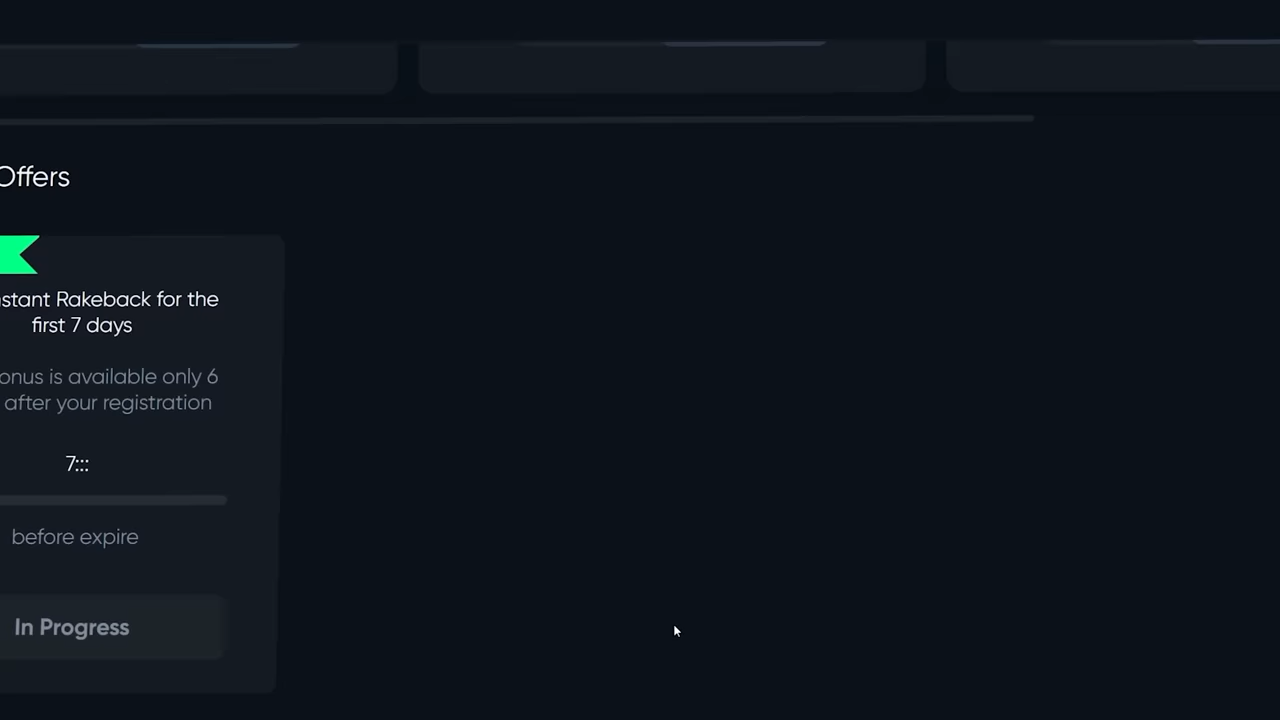 Offers
nstant Rakeback for the
first 7 days
onus is available only 6
after your registration
7:::
before expire
In Progress